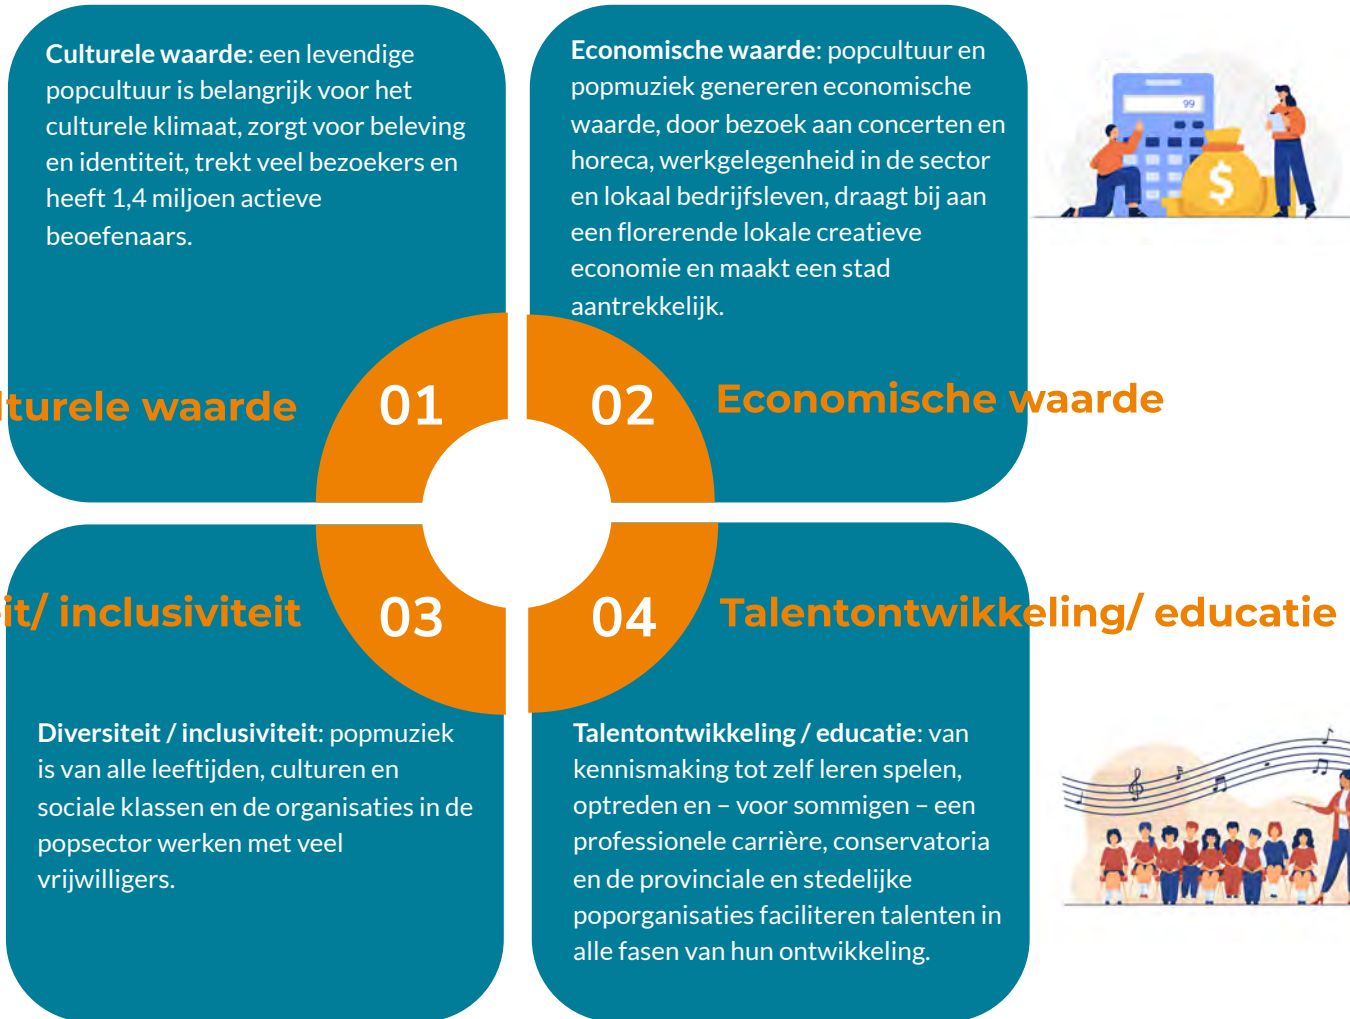 Culturele waarde: een levendige
popcultuur is belangrijk voor het
culturele klimaat, zorgt voor beleving
en identiteit, trekt veel bezoekers en
heeft 1,4 miljoen actieve
beoefenaars.
Economische waarde: popcultuur en
popmuziek genereren economische
waarde, door bezoek aan concerten en
horeca, werkgelegenheid in de sector
en lokaal bedrijfsleven, draagt bij aan
een florerende lokale creatieve
economie en maakt een stad
aantrekkelijk.
99
$
lturele waarde
01
02
Economische waarde
it/ inclusiviteit
03
04
Talentontwikkeling/ educatie
Diversiteit / inclusiviteit: popmuziek
is van alle leeftijden, culturen en
sociale klassen en de organisaties in de
popsector werken met veel
vrijwilligers.
Talentontwikkeling / educatie: van
kennismaking tot zelf leren spelen,
optreden en – voor sommigen – een
professionele carrière, conservatoria
en de provinciale en stedelijke
poporganisaties faciliteren talenten in
alle fasen van hun ontwikkeling.